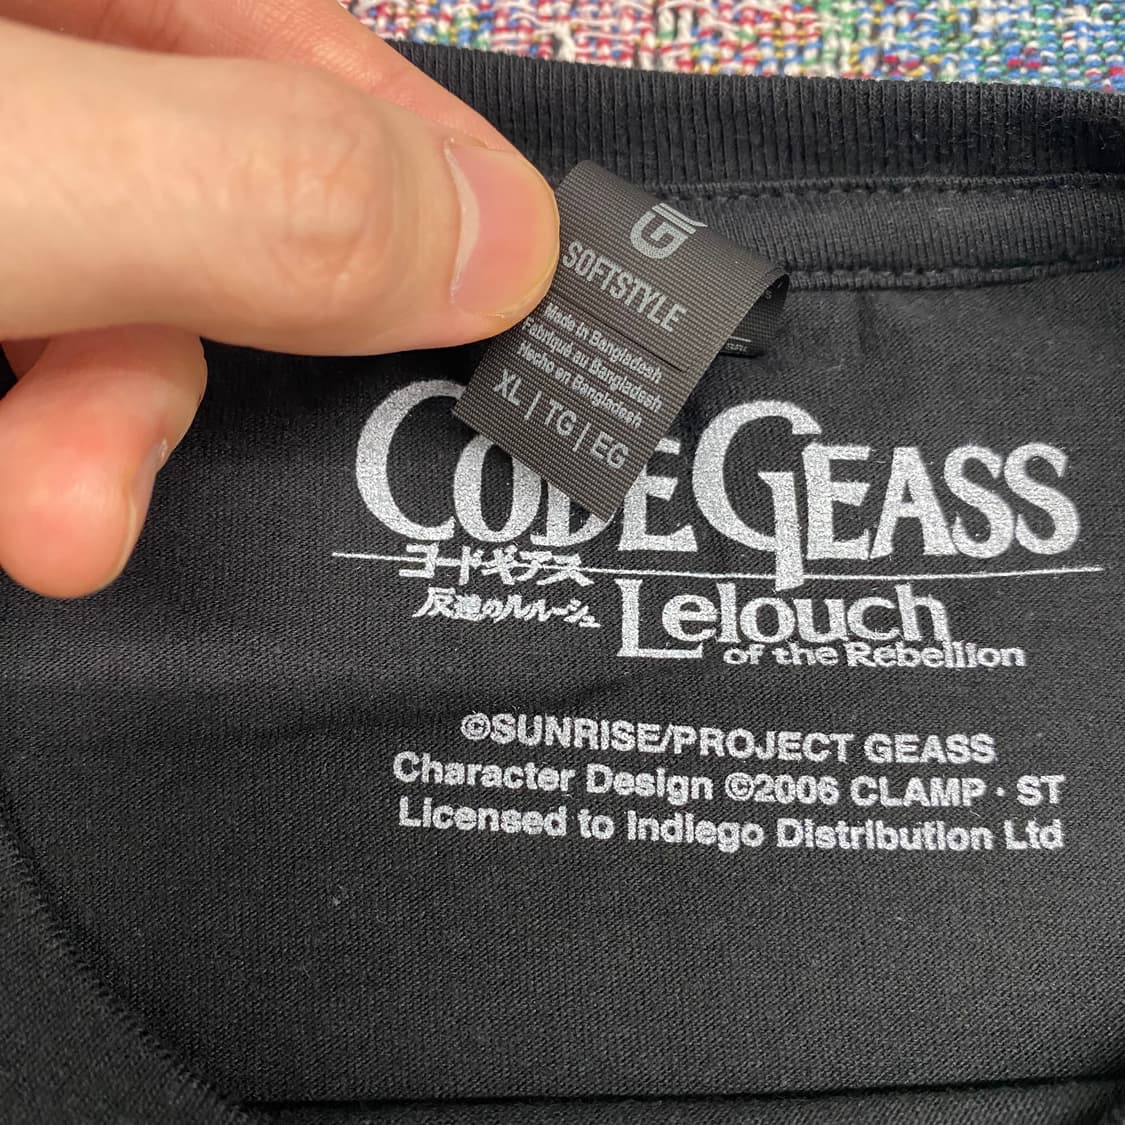 SOFTSTYLE
Made in Bangladesh
Fabriqué au Bangladesh
Hecho en Bangladesh
XL | TG | EG
CODE GEASS
コードギアス
反逆のルルーシュ
Lelouch
of the Rebellion
©SUNRISE/PROJECT GEASS
Character Design ©2006 CLAMP · ST
Licensed to Indiego Distribution Ltd